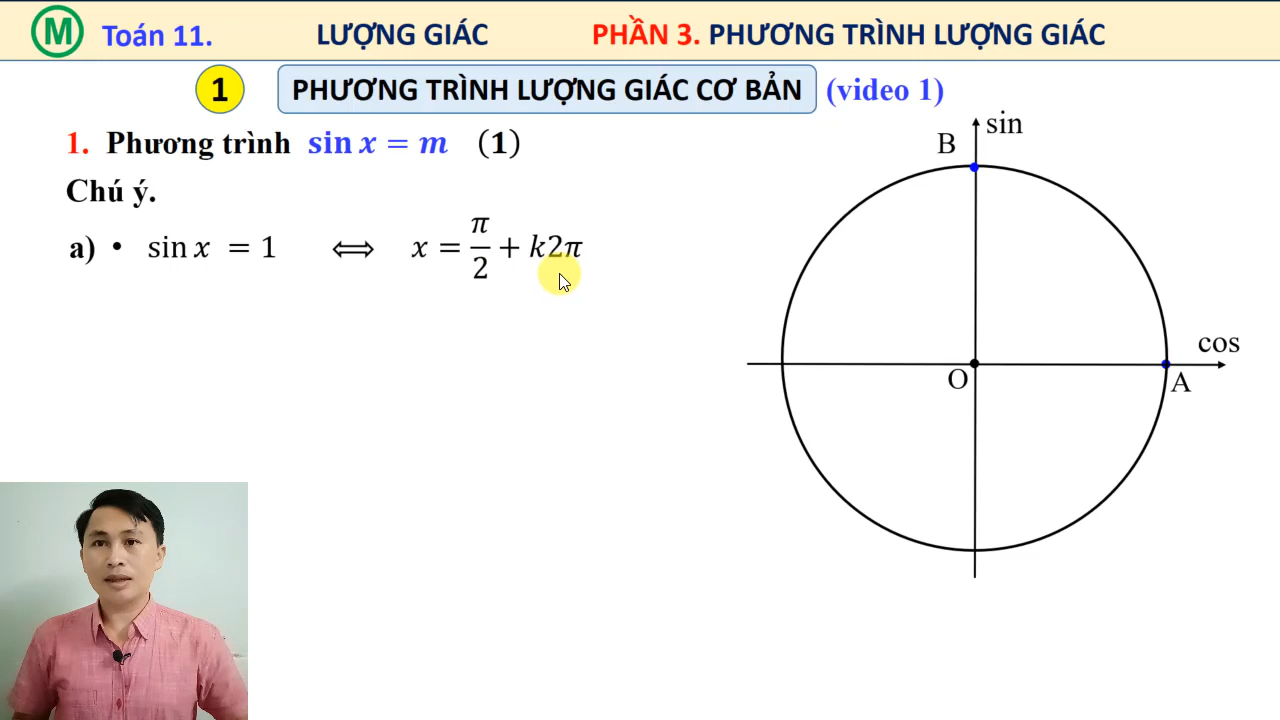 M Toán 11. LƯỢNG GIÁC PHẦN 3. PHƯƠNG TRÌNH LƯỢNG GIÁC
1 PHƯƠNG TRÌNH LƯỢNG GIÁC CƠ BẢN (video 1)
1. Phương trình sin x = m (1)
Chú ý.
a) • sin x = 1 ⟺ x = π/2 + k2π
sin
B
cos
O
A